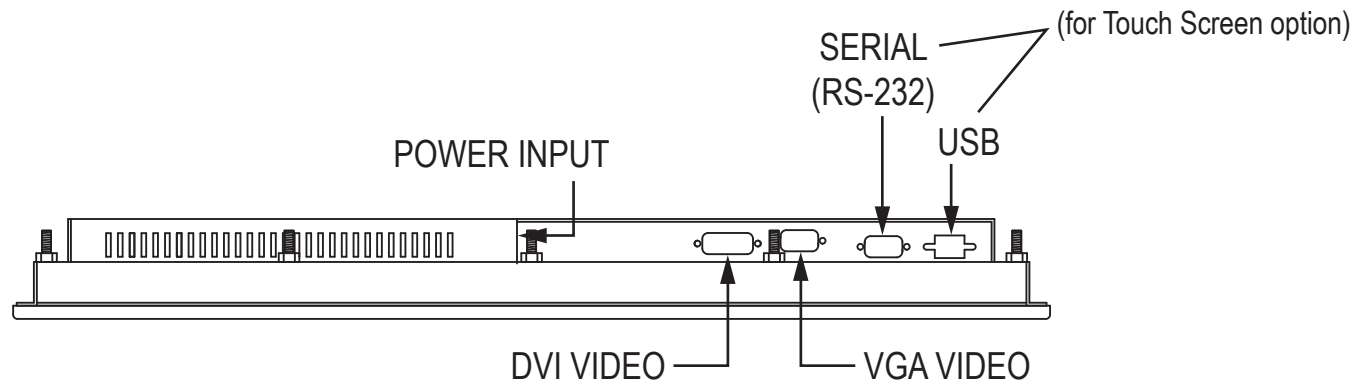 (for Touch Screen option)
SERIAL
(RS-232)
USB
POWER INPUT
DVI VIDEO
VGA VIDEO